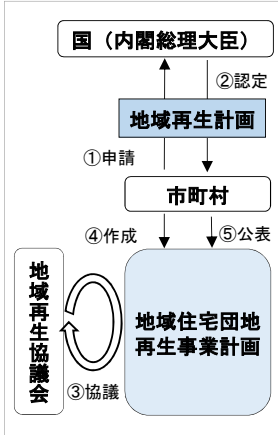 国（内閣総理大臣）
②認定
地域再生計画
①申請
市町村
④作成
⑤公表
地域再生協議会
地域住宅団地
再生事業計画
③協議